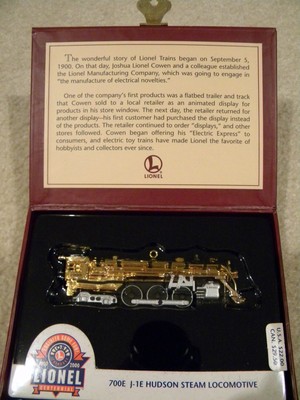 The wonderful story of Lionel Trains began on September 5,
1900. On that day, Joshua Lionel Cowen and a colleague established
the Lionel Manufacturing Company, which was going to engage in
"the manufacture of electrical novelties."
One of the company's first products was a flatbed trailer and track
that Cowen sold to a local retailer as an animated display for
products in his store window. The next day, the retailer returned for
another display—his first customer had purchased the display instead
of the products. The retailer continued to order "displays," and other
stores followed. Cowen began offering his "Electric Express" to
consumers, and electric toy trains have made Lionel the favorite of
hobbyists and collectors ever since.
L
LIONEL
2000
LIONEL
CENTENNIAL
700E J-1E HUDSON STEAM LOCOMOTIVE
U.S.A. $22.00